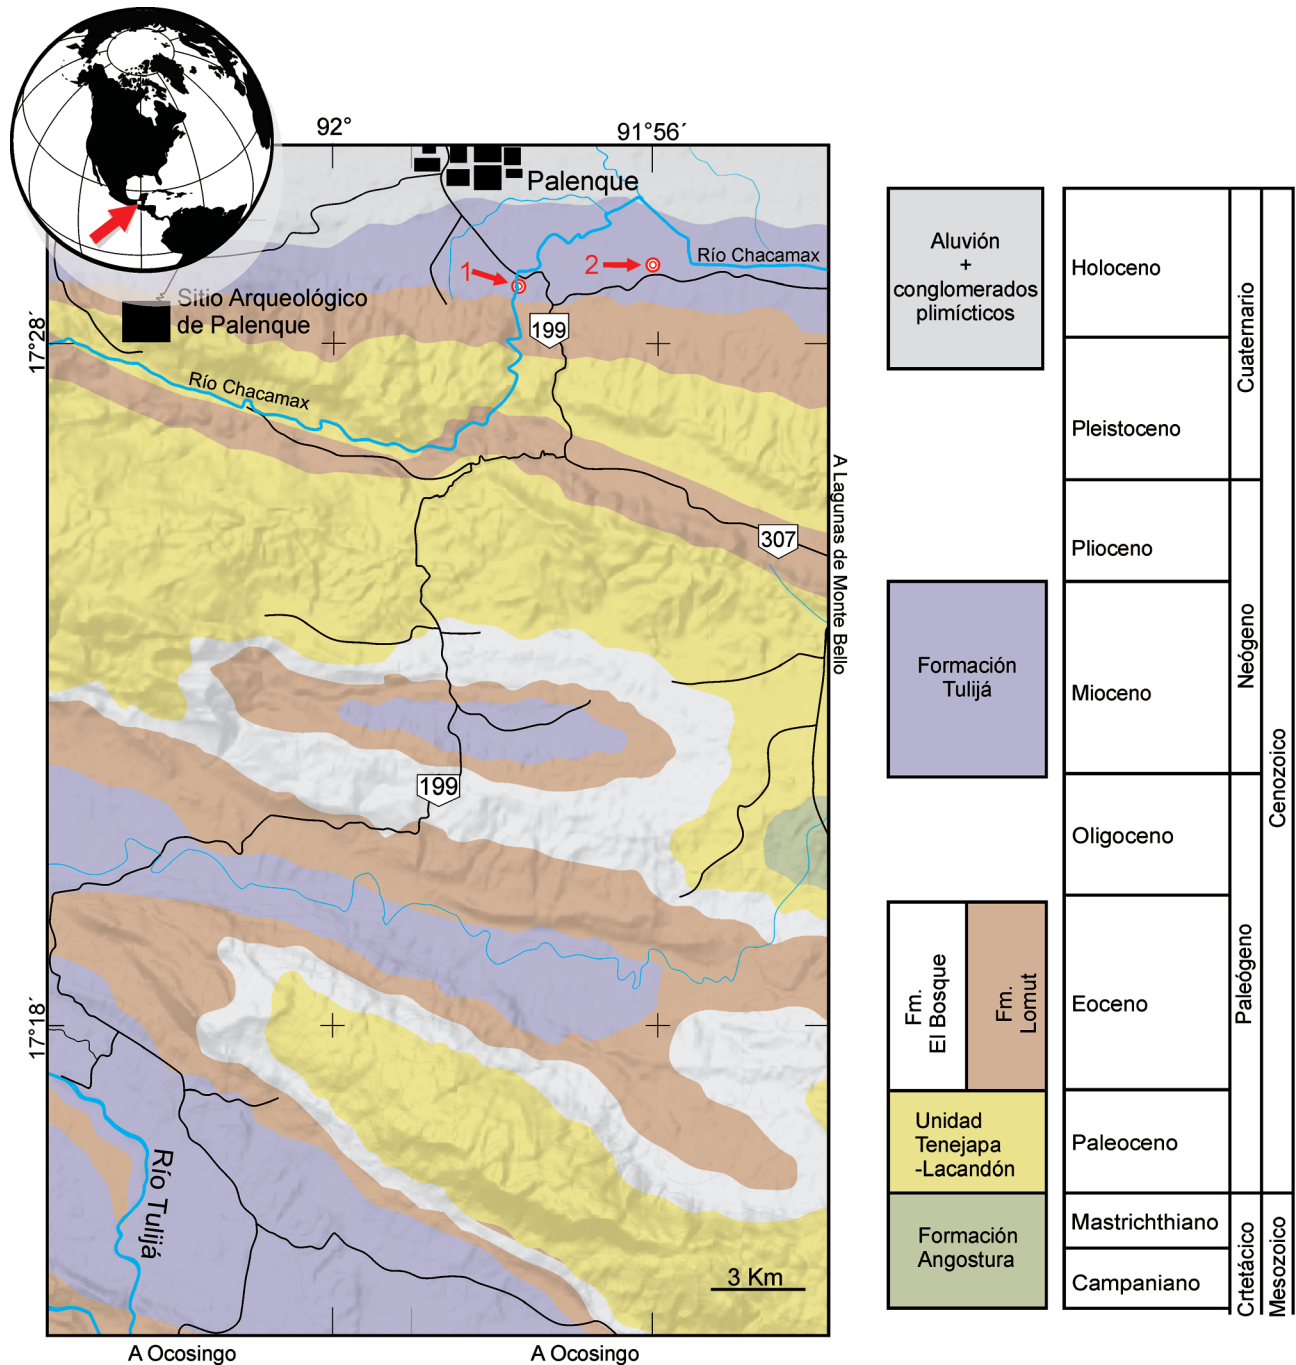 92°
91°56´
Palenque
Río Chacamax
1
2
Sitio Arqueológico
de Palenque
199
17°28´
Río Chacamax
A Lagunas de Monte Bello
307
199
17°18´
Río Tulijá
3 Km
A Ocosingo
A Ocosingo
Aluvión
+
conglomerados
plimícticos
Formación
Tulijá
Fm.
El Bosque
Fm.
Lomut
Unidad
Tenejapa
-Lacandón
Formación
Angostura
Holoceno
Pleistoceno
Plioceno
Mioceno
Oligoceno
Eoceno
Paleoceno
Mastrichthiano
Campaniano
Cuaternario
Neógeno
Paleógeno
Crtetácico
Cenozoico
Mesozoico